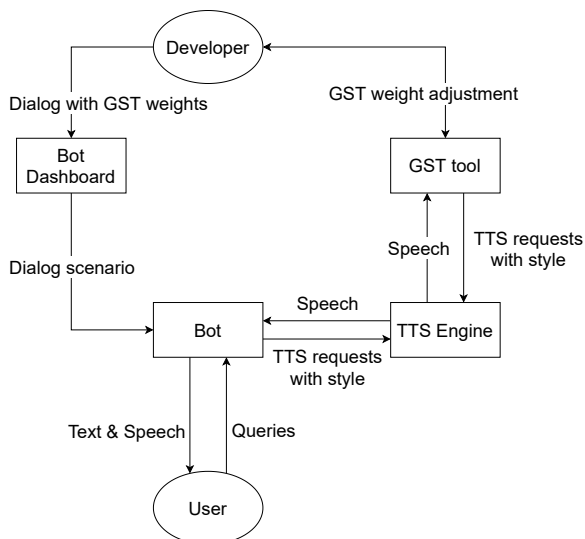 Developer
Dialog with GST weights
GST weight adjustment
Bot
Dashboard
GST tool
Speech
TTS requests
with style
Dialog scenario
Speech
Bot
TTS Engine
TTS requests
with style
Text & Speech
Queries
User